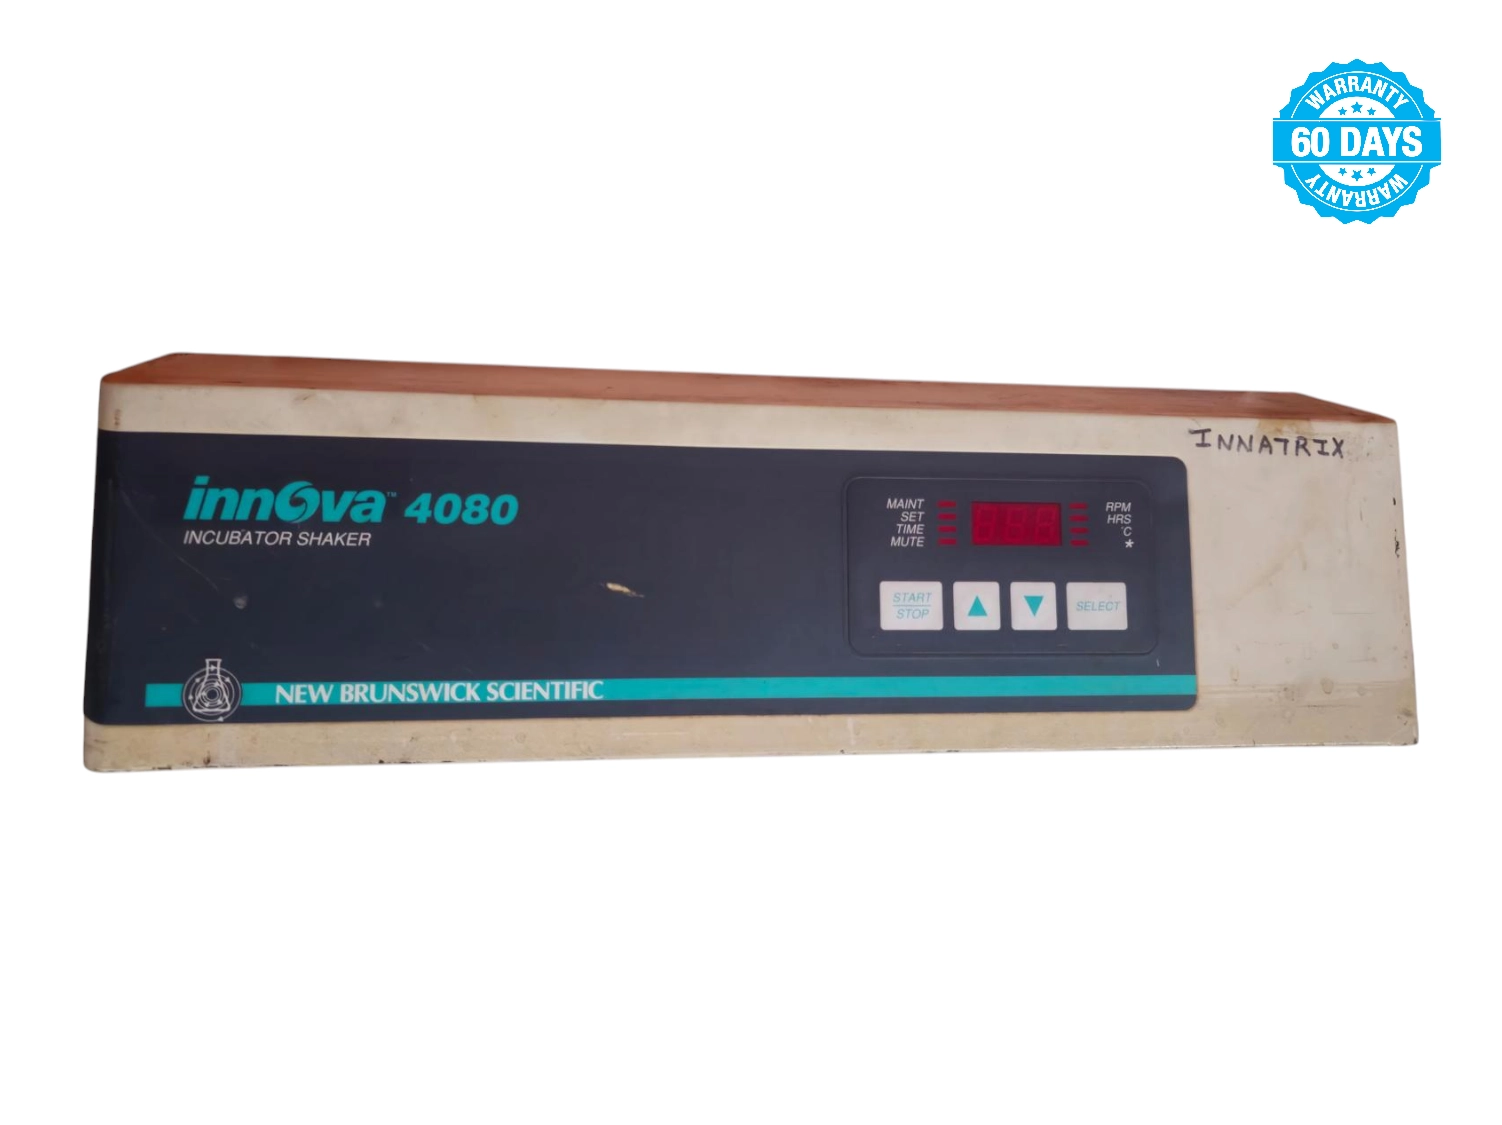 WARRANTY
60 DAYS
WARRANTY
INNATRIX
innova™ 4080
INCUBATOR SHAKER
MAINT
SET
TIME
MUTE
RPM
HRS
°C
*
START
STOP
▲
▼
SELECT
NEW BRUNSWICK SCIENTIFIC